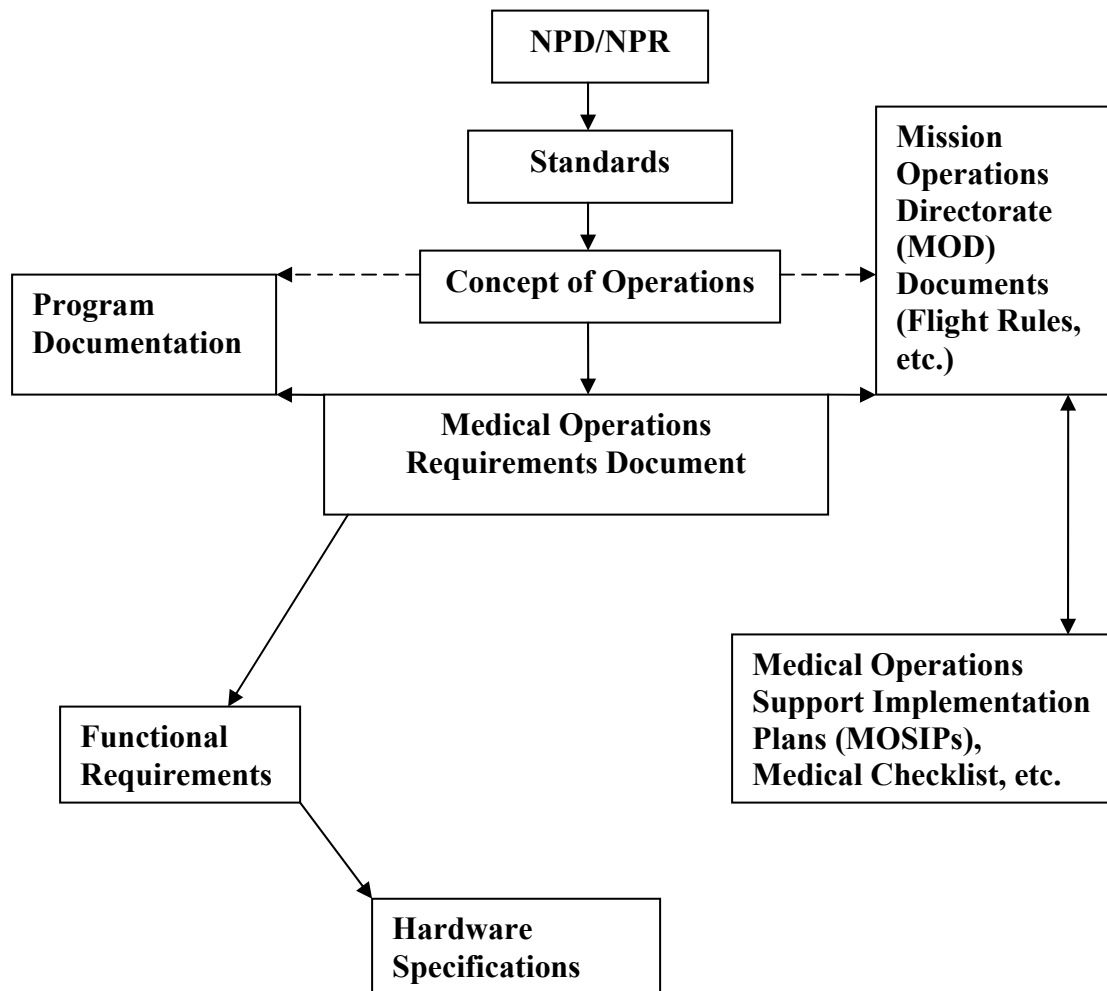 NPD/NPR
Standards
Concept of Operations
Program
Documentation
Mission
Operations
Directorate
(MOD)
Documents
(Flight Rules,
etc.)
Medical Operations
Requirements Document
Functional
Requirements
Medical Operations
Support Implementation
Plans (MOSIPs),
Medical Checklist, etc.
Hardware
Specifications